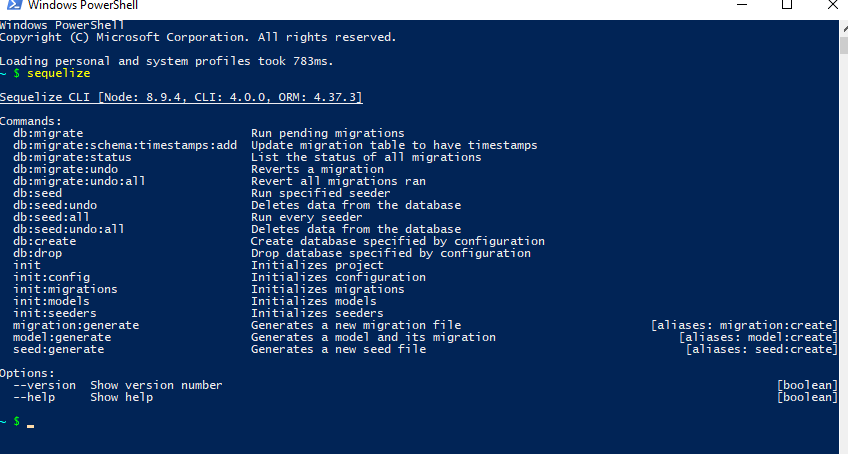 Windows PowerShell
Windows PowerShell
Copyright (C) Microsoft Corporation. All rights reserved.
Loading personal and system profiles took 783ms.
~ $ sequelize
Sequelize CLI [Node: 8.9.4, CLI: 4.0.0, ORM: 4.37.3]
Commands:
db:migrate Run pending migrations
db:migrate:schema:timestamps:add Update migration table to have timestamps
db:migrate:status List the status of all migrations
db:migrate:undo Reverts a migration
db:migrate:undo:all Revert all migrations ran
db:seed Run specified seeder
db:seed:undo Deletes data from the database
db:seed:all Run every seeder
db:seed:undo:all Deletes data from the database
db:create Create database specified by configuration
db:drop Drop database specified by configuration
init Initializes project
init:config Initializes configuration
init:migrations Initializes migrations
init:models Initializes models
init:seeders Initializes seeders
migration:generate Generates a new migration file [aliases: migration:create]
model:generate Generates a model and its migration [aliases: model:create]
seed:generate Generates a new seed file [aliases: seed:create]
Options:
--version Show version number [boolean]
--help Show help [boolean]
~ $ _